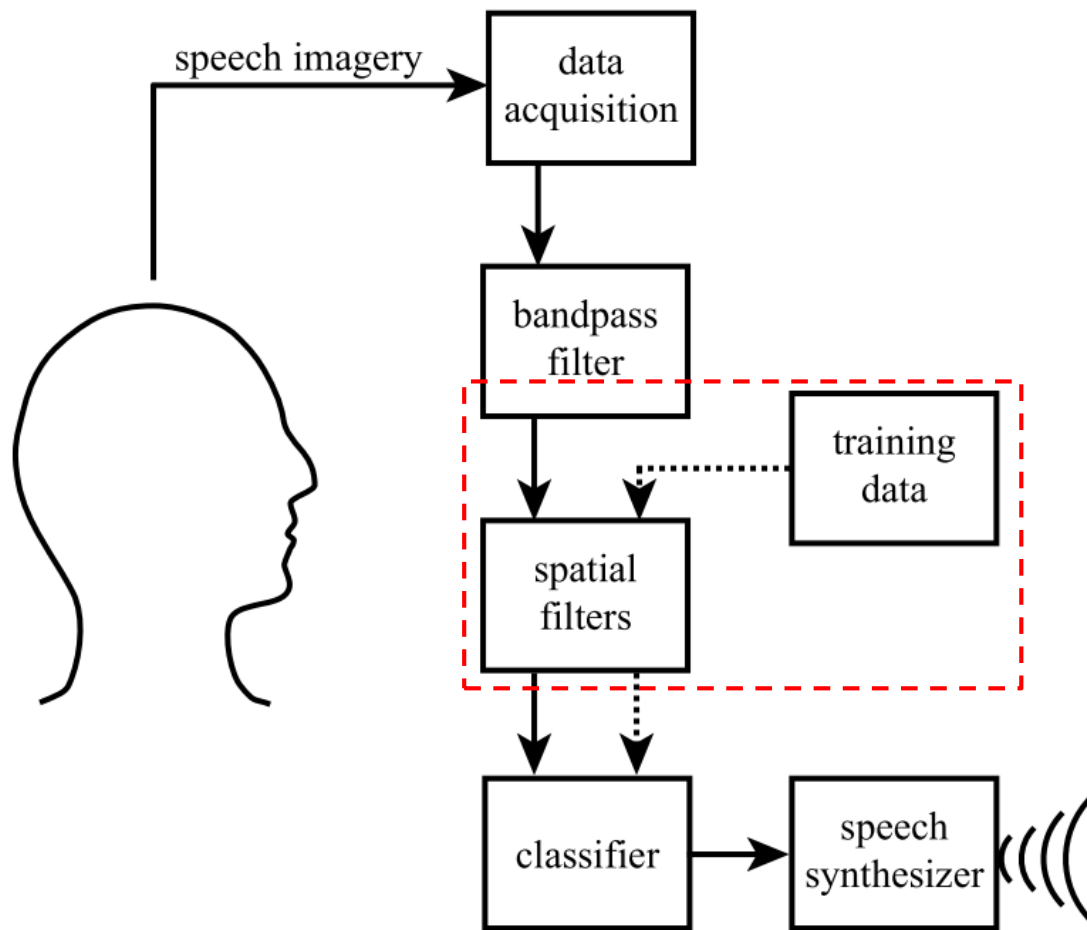 speech imagery
data
acquisition
bandpass
filter
training
data
spatial
filters
classifier
speech
synthesizer